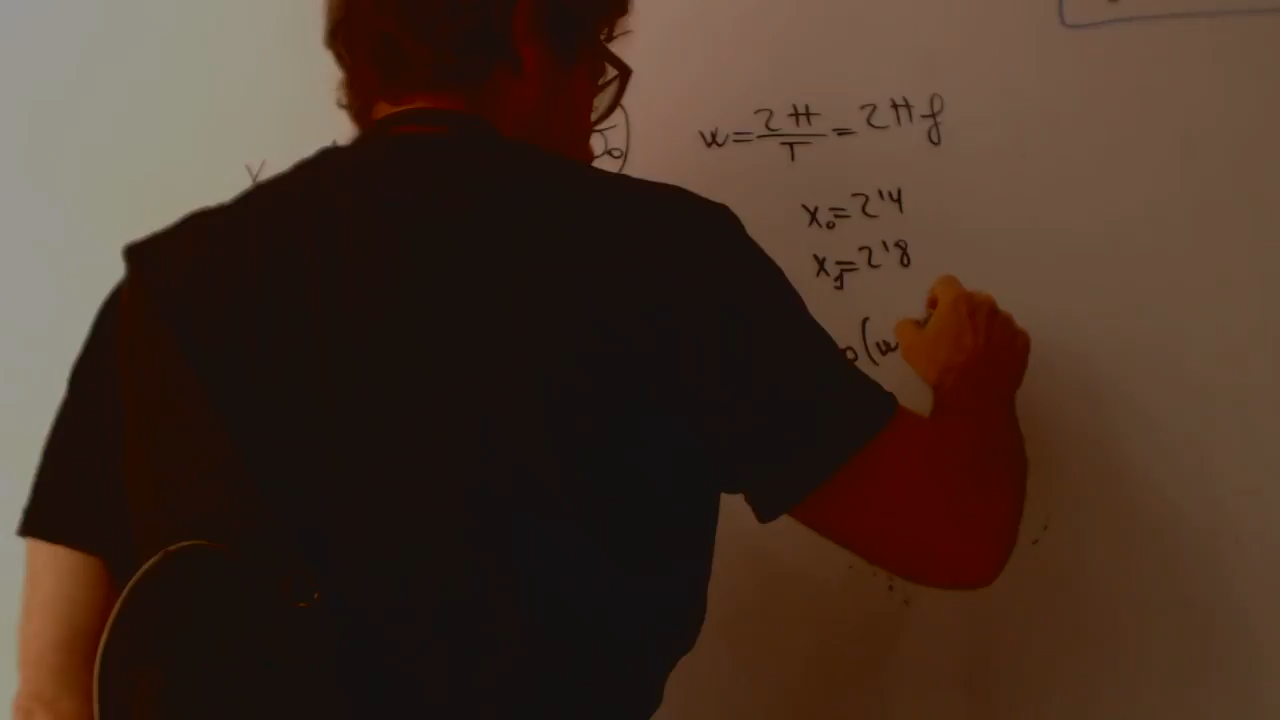 w = 2π/T = 2πf
x₀ = 2'4
x₁ = 2'8
(w